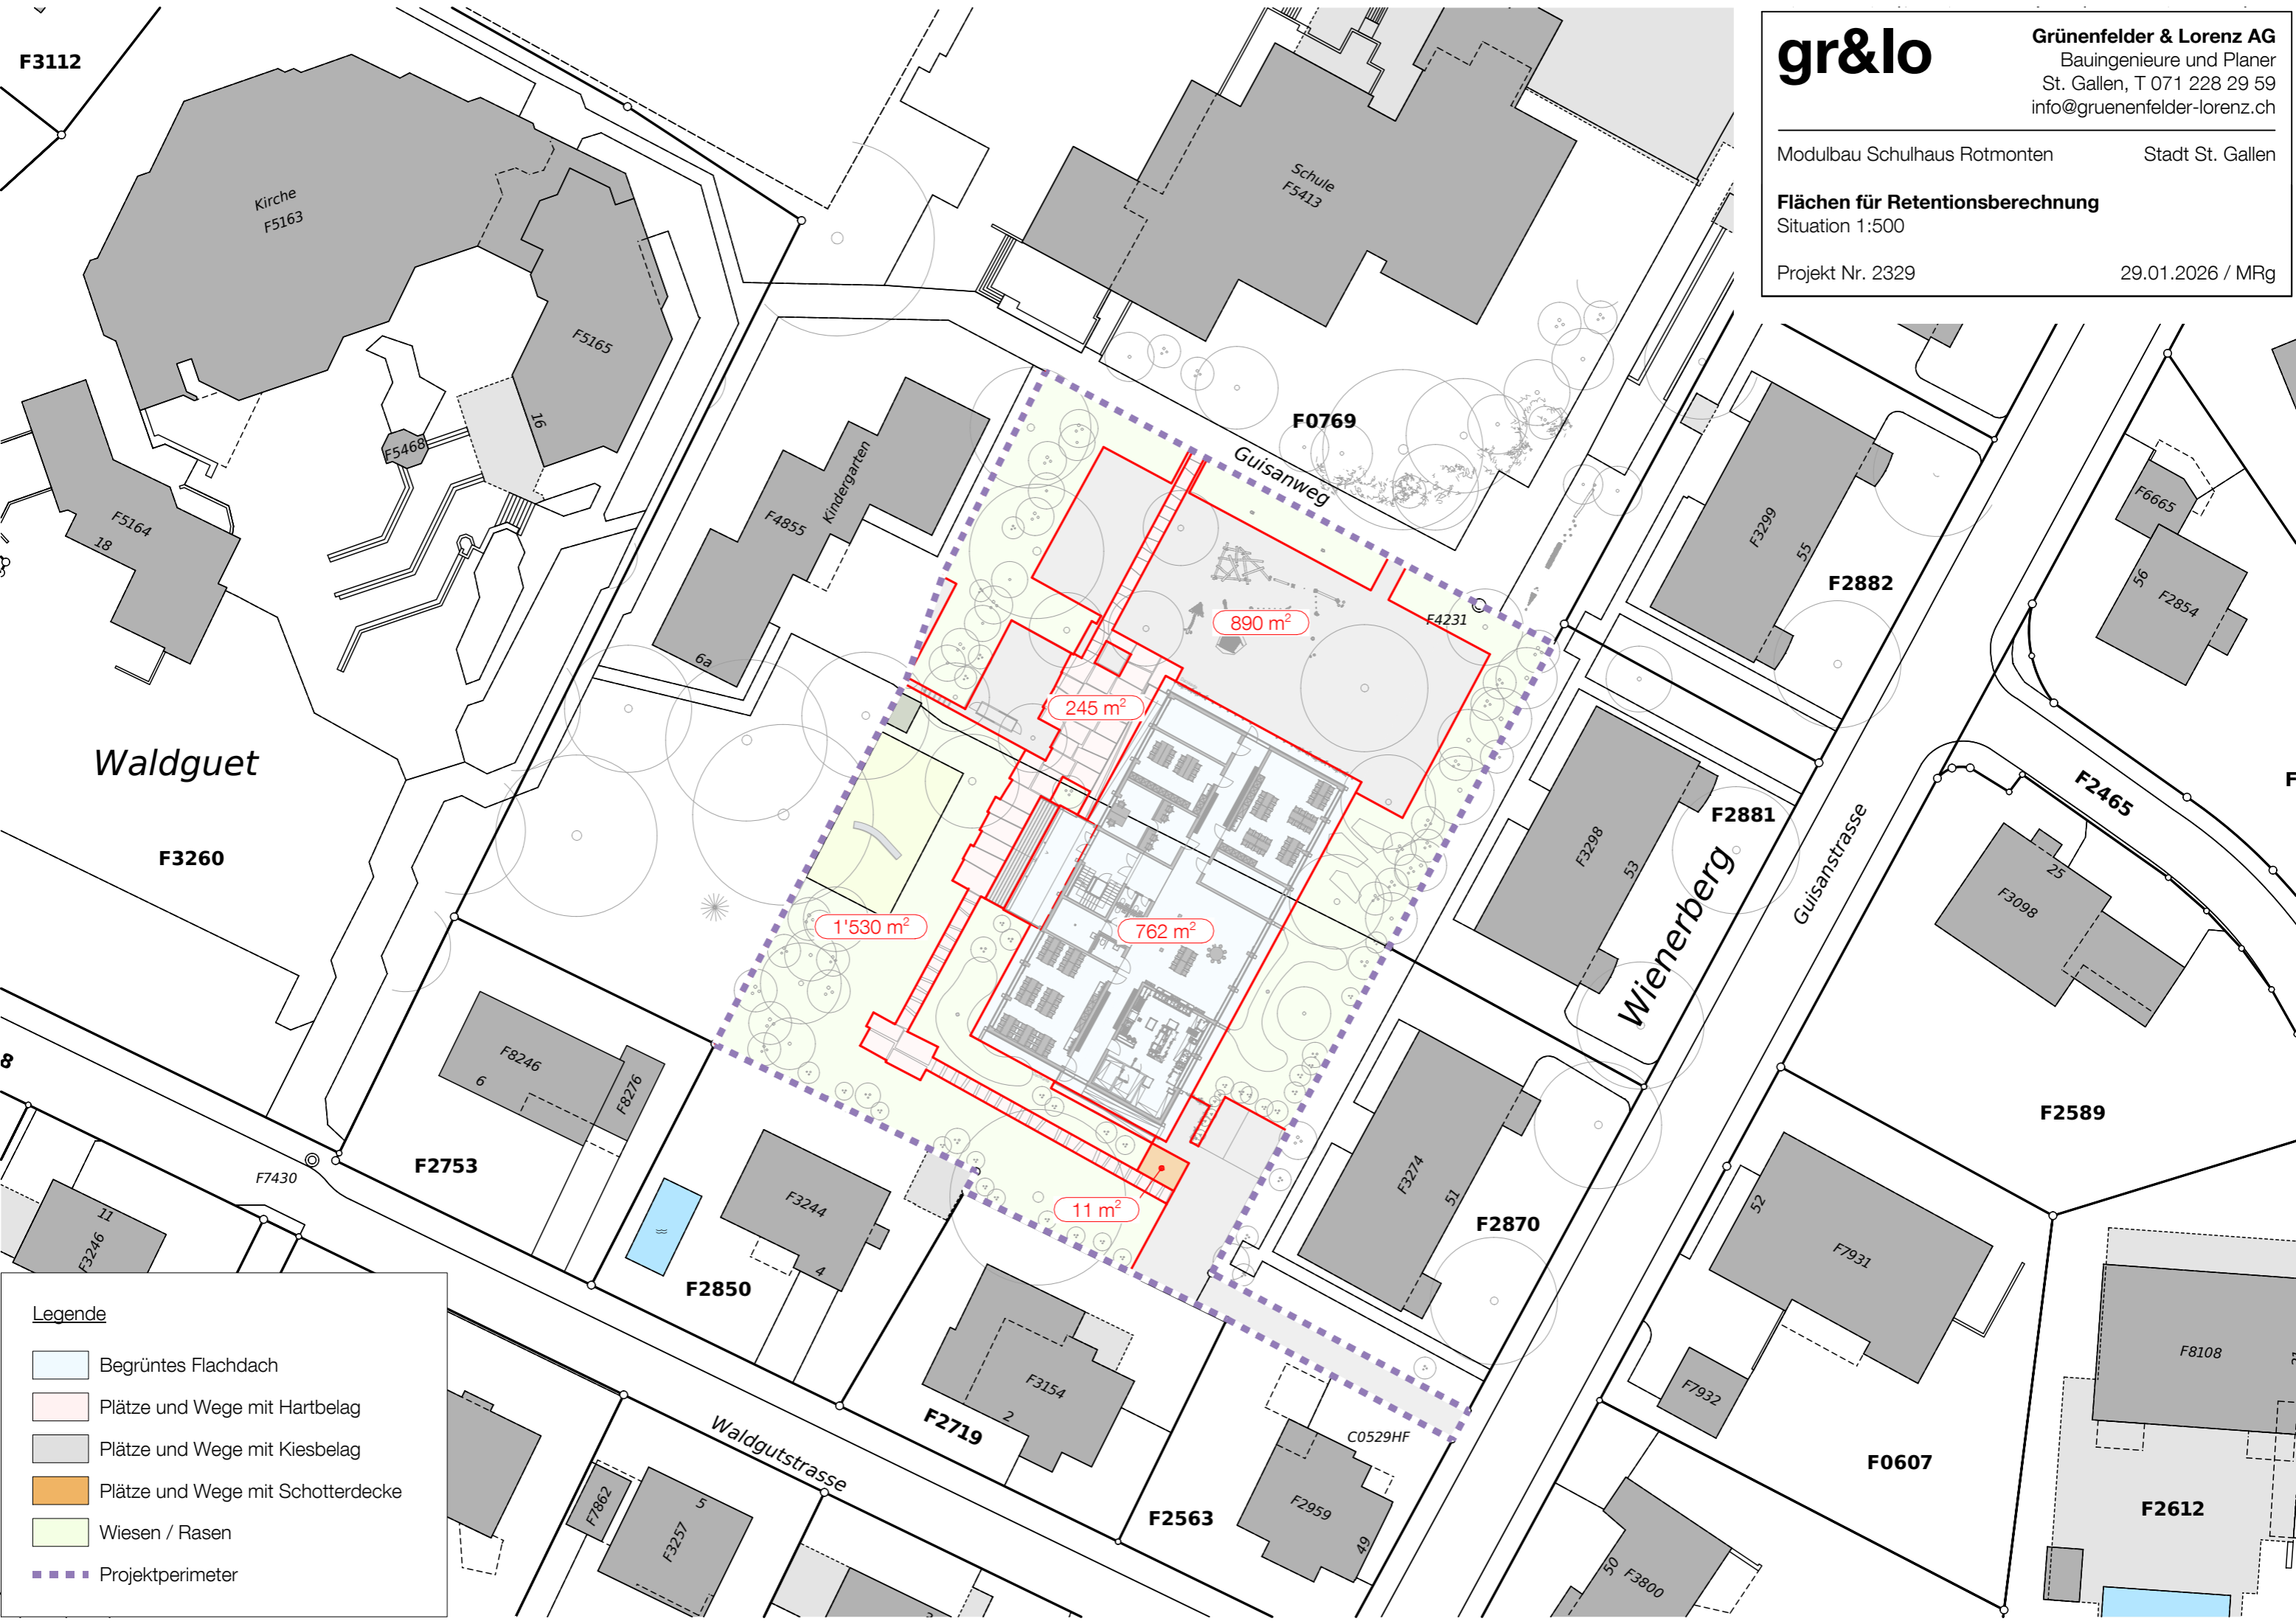 gr&lo
Grünenfelder & Lorenz AG
Bauingenieure und Planer
St. Gallen, T 071 228 29 59
info@gruenenfelder-lorenz.ch
Modulbau Schulhaus Rotmonten
Stadt St. Gallen
Flächen für Retentionsberechnung
Situation 1:500
Projekt Nr. 2329
29.01.2026 / MRg
F3112
Kirche
F5163
Schule
F5413
F5165
16
F5468
F5164
18
Kindergarten
F4855
6a
F0769
Guisanweg
F4231
F3299
55
F2882
F6665
56
F2854
890 m²
245 m²
1'530 m²
762 m²
11 m²
Waldguet
F3260
F3298
53
F2881
Wienerberg
Guisanstrasse
F2465
25
F3098
F8246
6
F8276
F2753
F7430
F3244
4
F2850
F3274
51
F2870
F2589
52
F7931
F7932
F8108
11
F3246
F3154
2
F2719
Waldgutstrasse
C0529HF
F2959
49
F2563
F0607
F2612
F7862
5
F3257
50
F3800
Legende
Begrüntes Flachdach
Plätze und Wege mit Hartbelag
Plätze und Wege mit Kiesbelag
Plätze und Wege mit Schotterdecke
Wiesen / Rasen
Projektperimeter